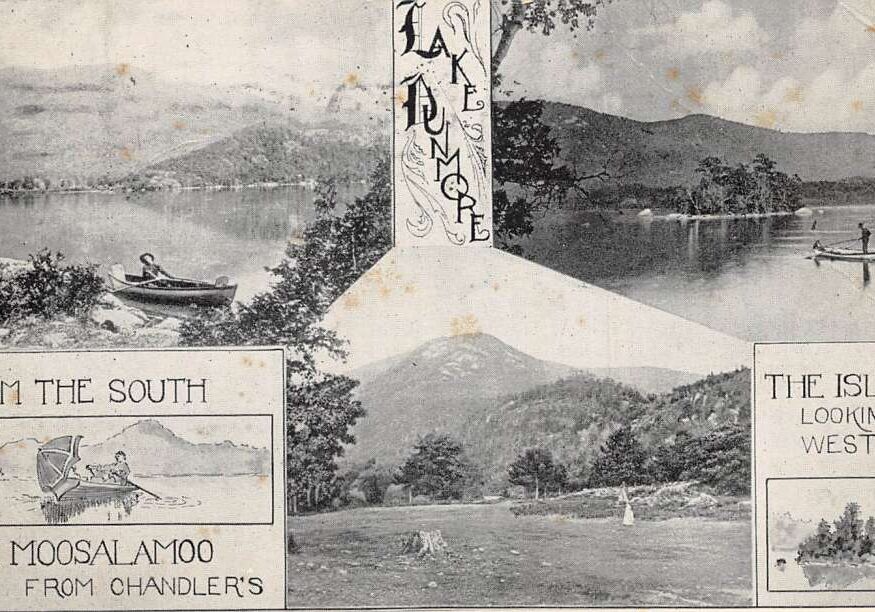 LAKE
DUNMORE
M THE SOUTH
MOOSALAMOO
FROM CHANDLER'S
THE ISL
LOOKIN
WEST